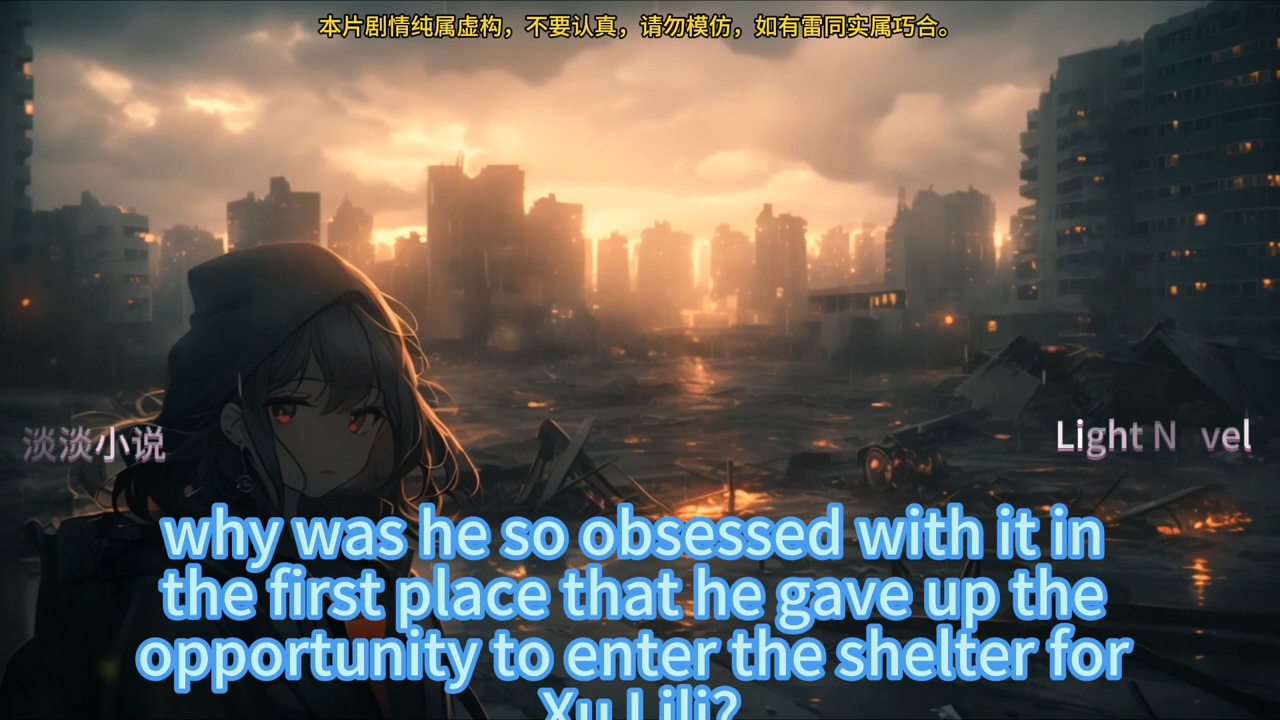 本片剧情纯属虚构，不要认真，请勿模仿，如有雷同实属巧合。
淡淡小说
Light N vel
why was he so obsessed with it in
the first place that he gave up the
opportunity to enter the shelter for
Xu Lili?